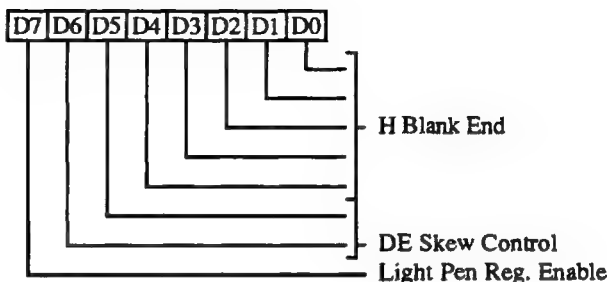 D7 D6 D5 D4 D3 D2 D1 D0
H Blank End
DE Skew Control
Light Pen Reg. Enable